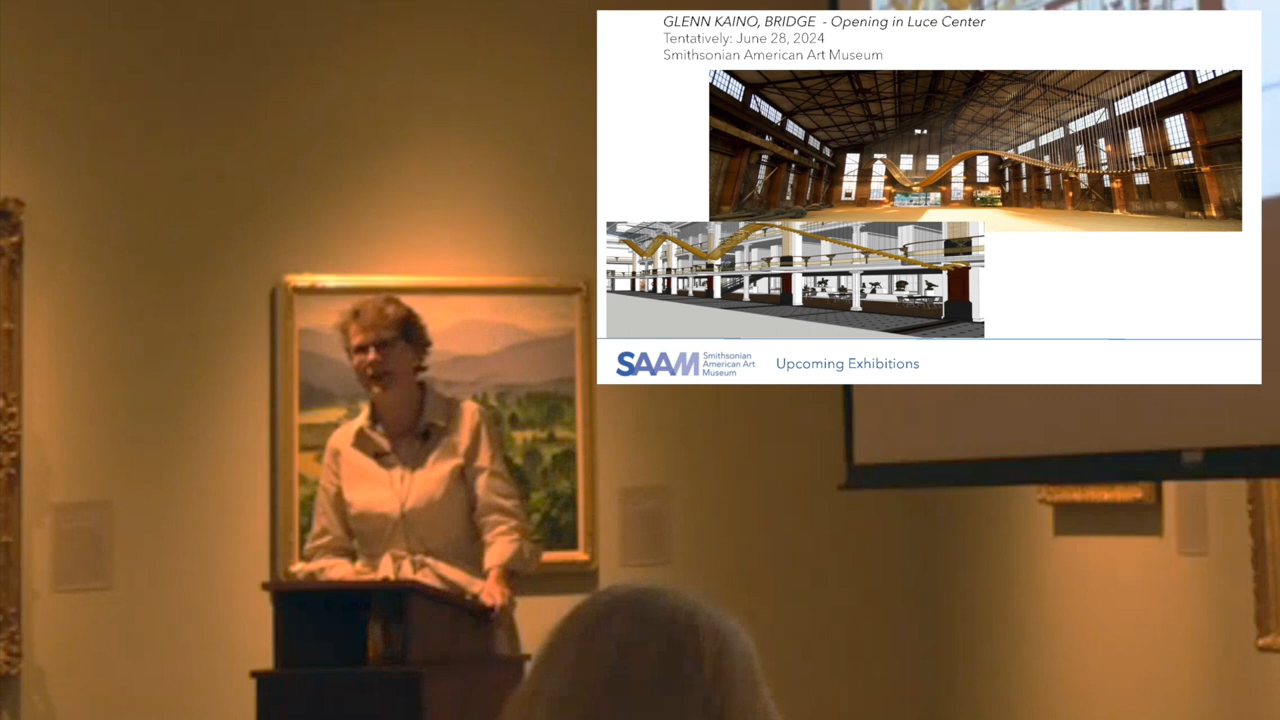 GLENN KAINO, BRIDGE - Opening in Luce Center
Tentatively: June 28, 2024
Smithsonian American Art Museum
SAAM
Smithsonian
American Art
Museum
Upcoming Exhibitions